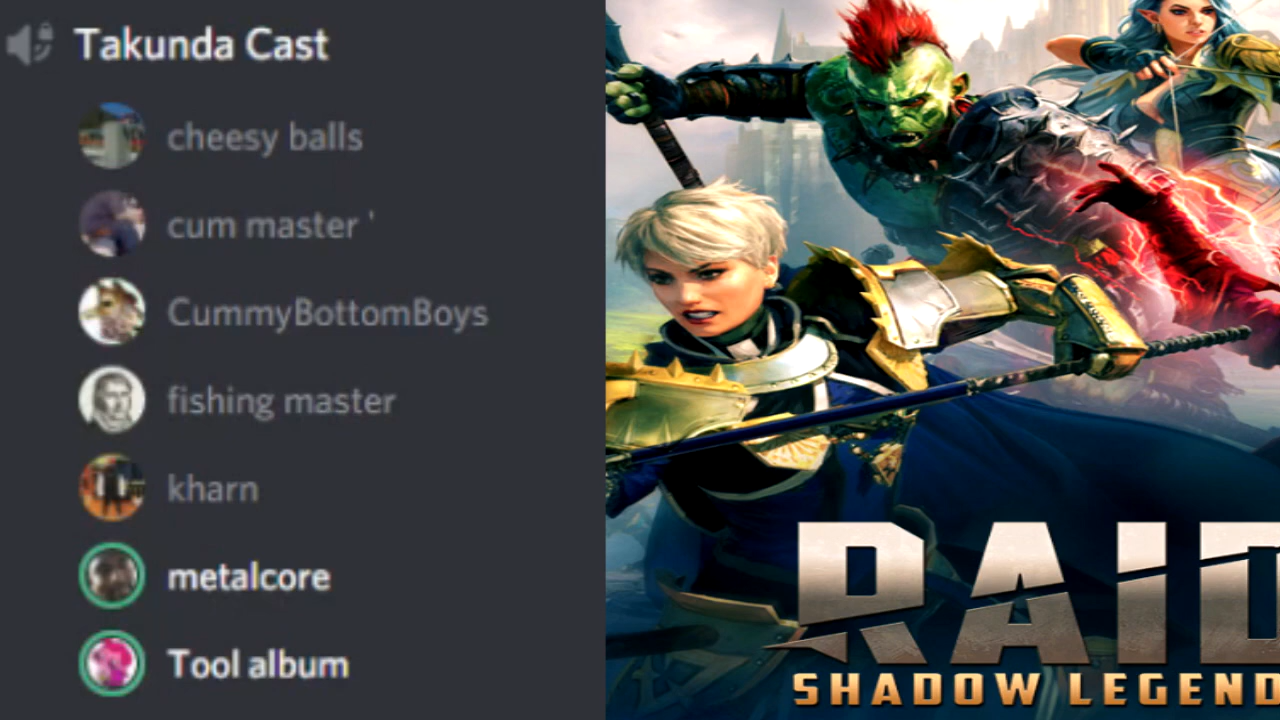 Takunda Cast
cheesy balls
cum master '
CummyBottomBoys
fishing master
kharn
metalcore
Tool album
RAID
SHADOW LEGEND